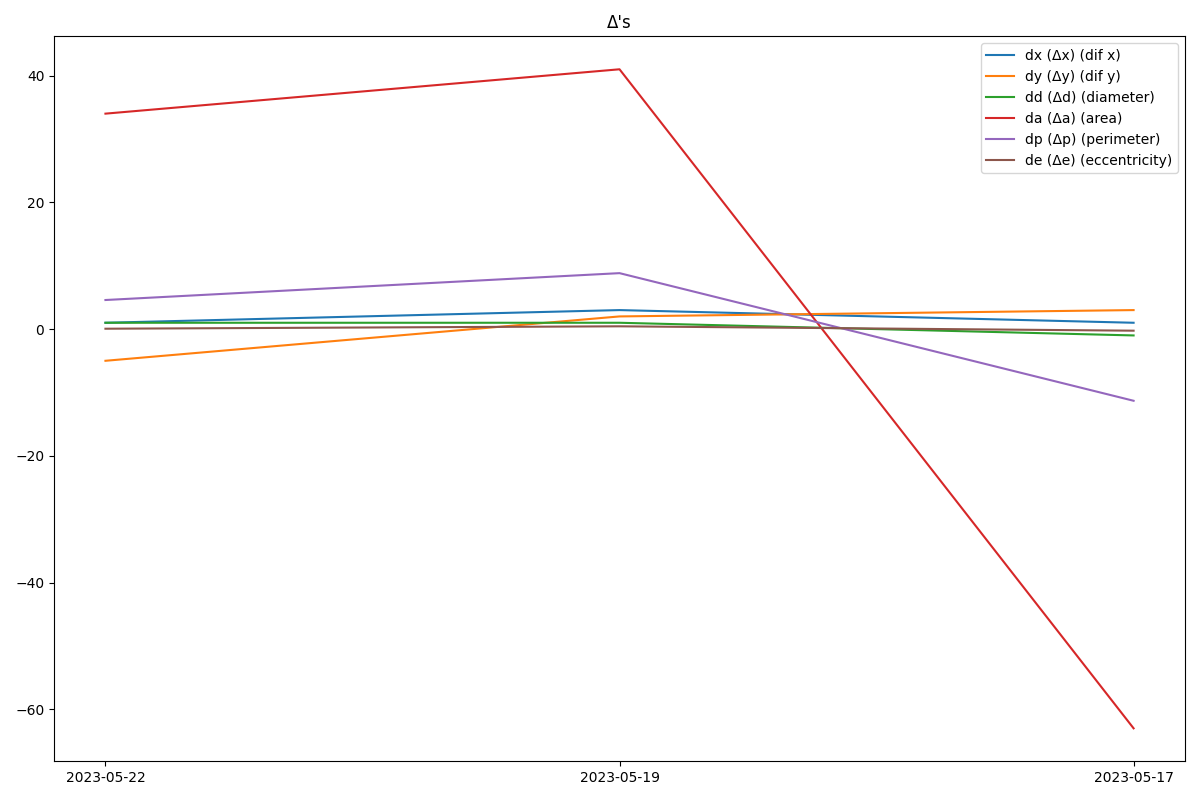 Δ's
dx (Δx) (dif x)
dy (Δy) (dif y)
dd (Δd) (diameter)
da (Δa) (area)
dp (Δp) (perimeter)
de (Δe) (eccentricity)
40
20
0
−20
−40
−60
2023-05-22 2023-05-19 2023-05-17